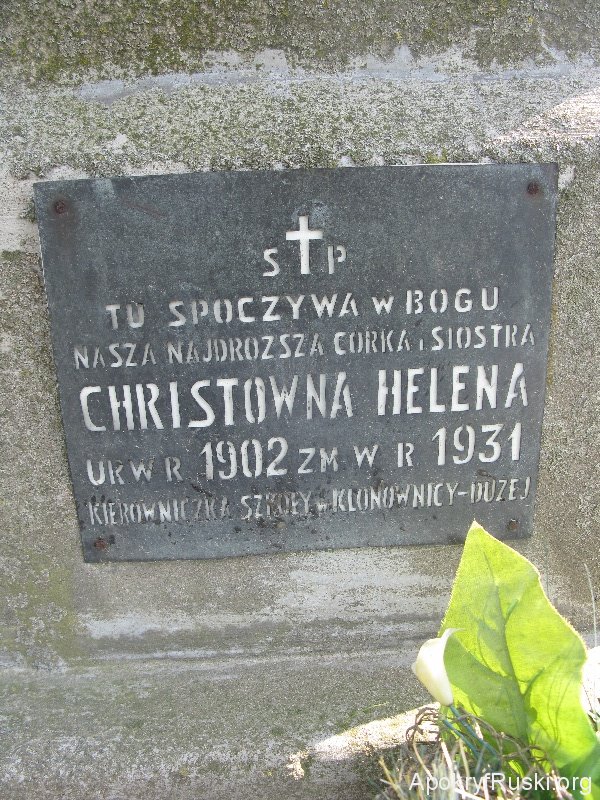 S P
TU SPOCZYWA W BOGU
NASZA NAJDROŻSZA CÓRKA i SIOSTRA
CHRISTOWNA HELENA
UR W R 1902 ZM W R 1931
KIEROWNICZKA SZKOŁY W KLONOWNICY-DUŻEJ
ApokryfRuski.org